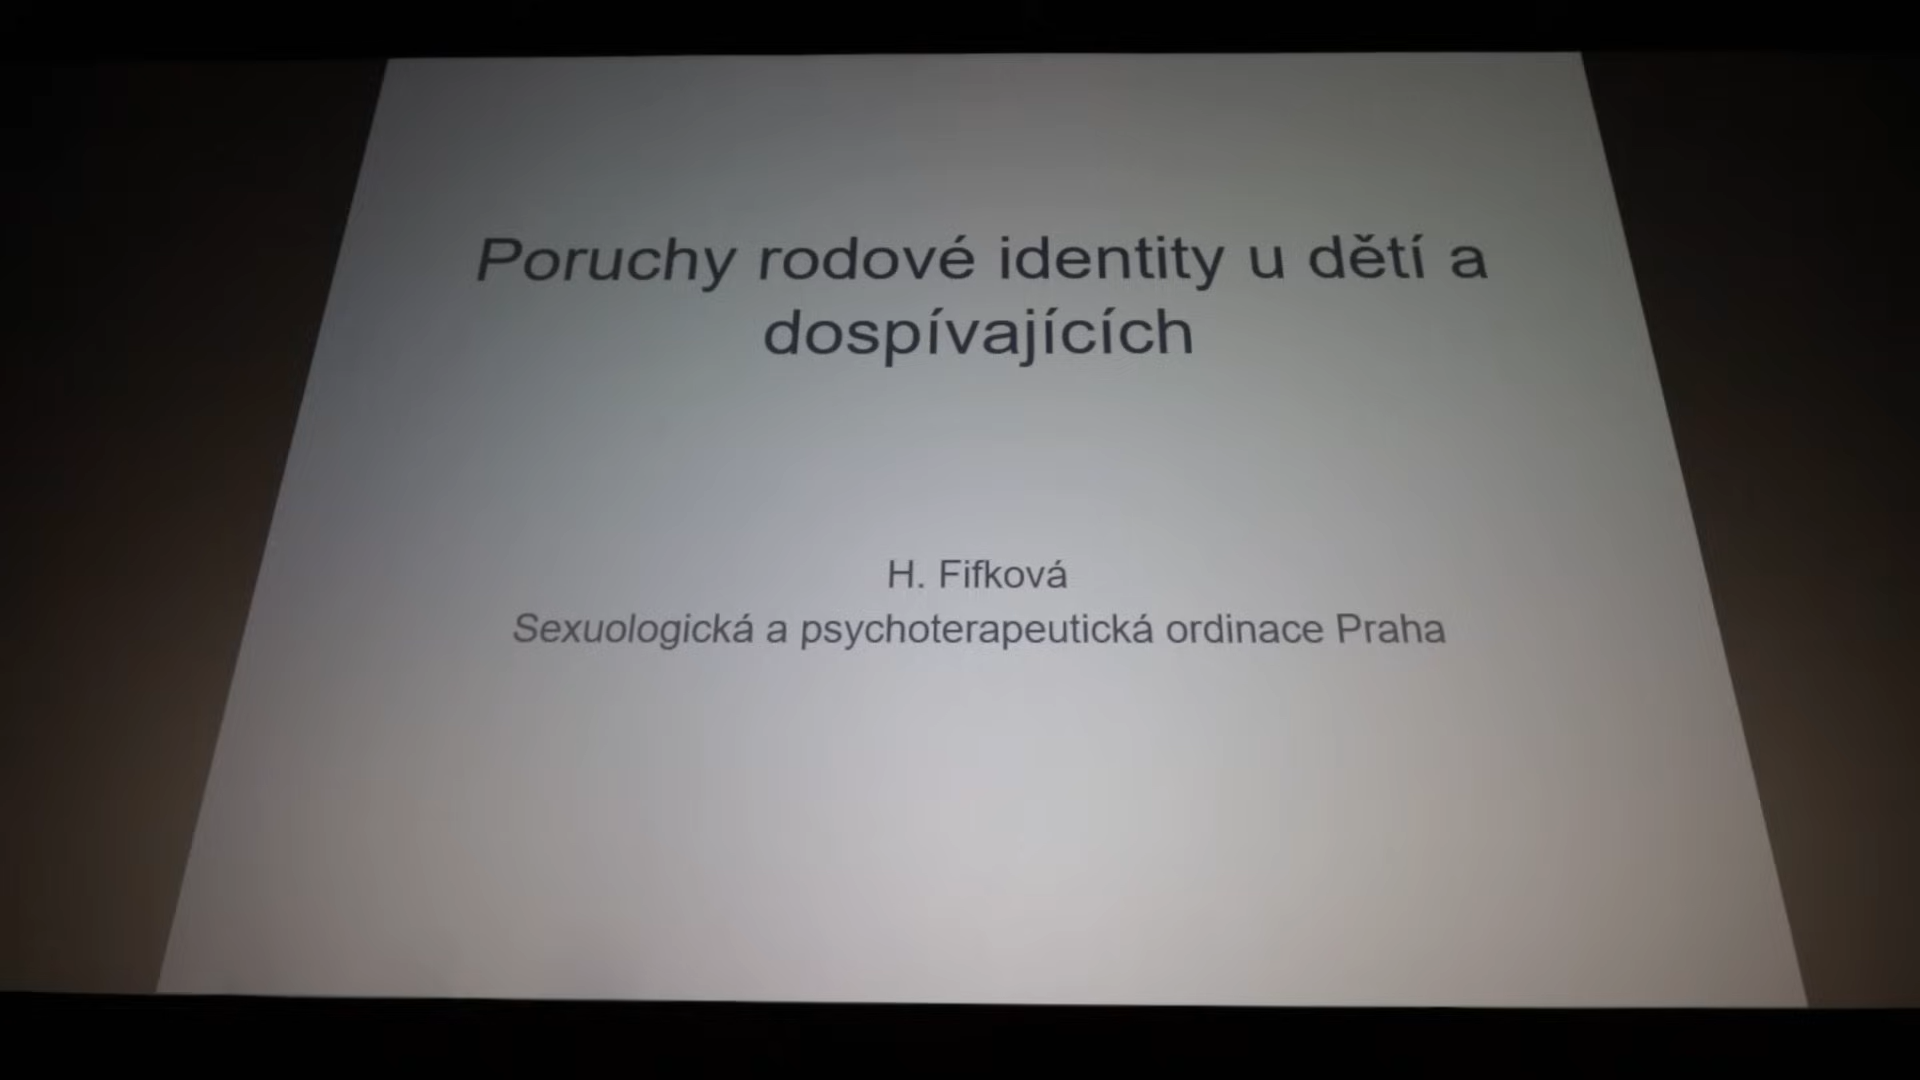 Poruchy rodové identity u dětí a
dospívajících
H. Fifková
Sexuologická a psychoterapeutická ordinace Praha